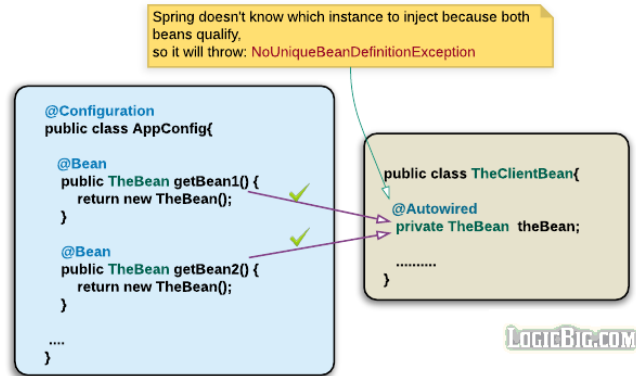 Spring doesn't know which instance to inject because both
beans qualify,
so it will throw: NoUniqueBeanDefinitionException
@Configuration
public class AppConfig{
@Bean
public TheBean getBean1() {
return new TheBean();
}
@Bean
public TheBean getBean2() {
return new TheBean();
}
....
}
public class TheClientBean{
@Autowired
private TheBean theBean;
..........
}
LogicBig.com